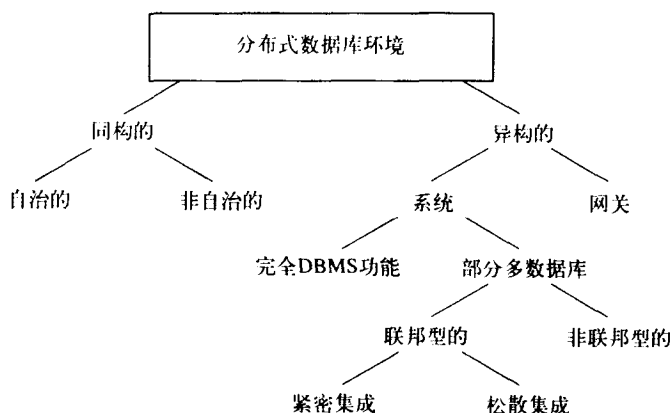 分布式数据库环境
同构的
异构的
自治的
非自治的
系统
网关
完全DBMS功能
部分多数据库
联邦型的
非联邦型的
紧密集成
松散集成